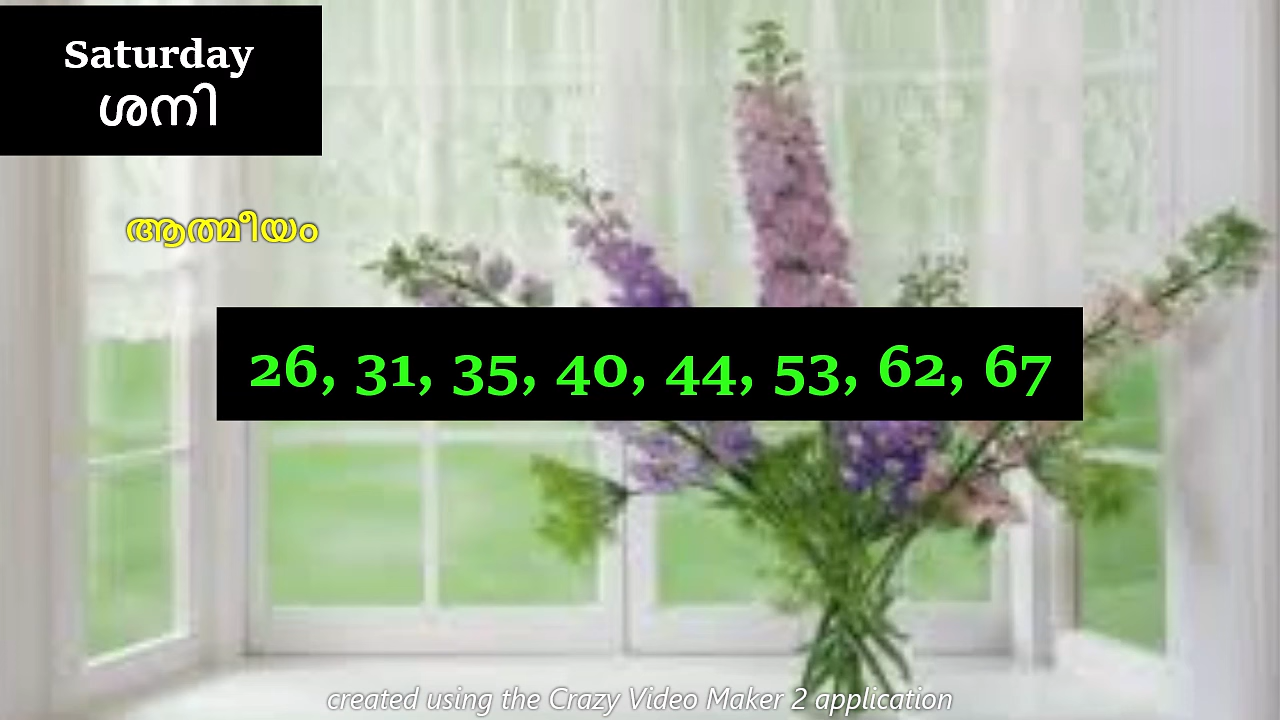 Saturday
ശനി
ആത്മീയം
26, 31, 35, 40, 44, 53, 62, 67
created using the Crazy Video Maker 2 application